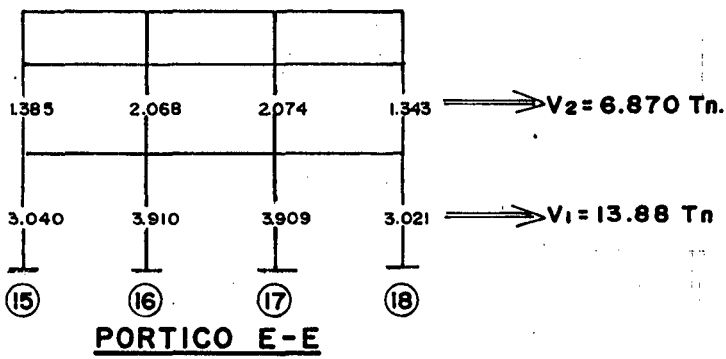 1.385 2.068 2.074 1.343 V2 = 6.870 Tn.
3.040 3.910 3.909 3.021 V1 = 13.88 Tn
15 16 17 18
PORTICO E-E